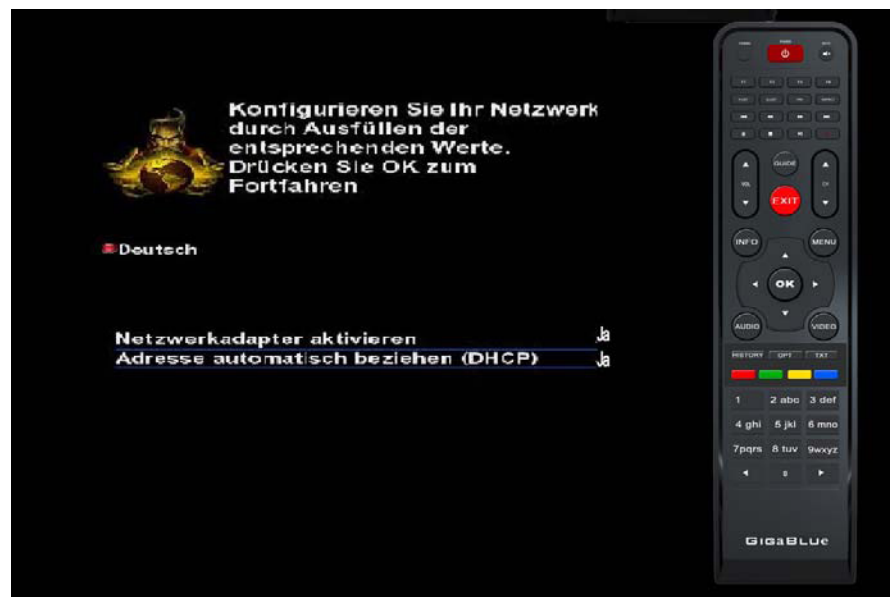 Konfigurieren Sie Ihr Netzwerk
durch Ausfüllen der
entsprechenden Werte.
Drücken Sie OK zum
Fortfahren
Deutsch
Netzwerkadapter aktivieren Ja
Adresse automatisch beziehen (DHCP) Ja
GUIDE
VOL
CH
EXIT
INFO
MENU
OK
AUDIO
VIDEO
HISTORY OPT TXT
1 2 abc 3 def
4 ghi 5 jkl 6 mno
7pqrs 8 tuv 9wxyz
0
GIGABLUE